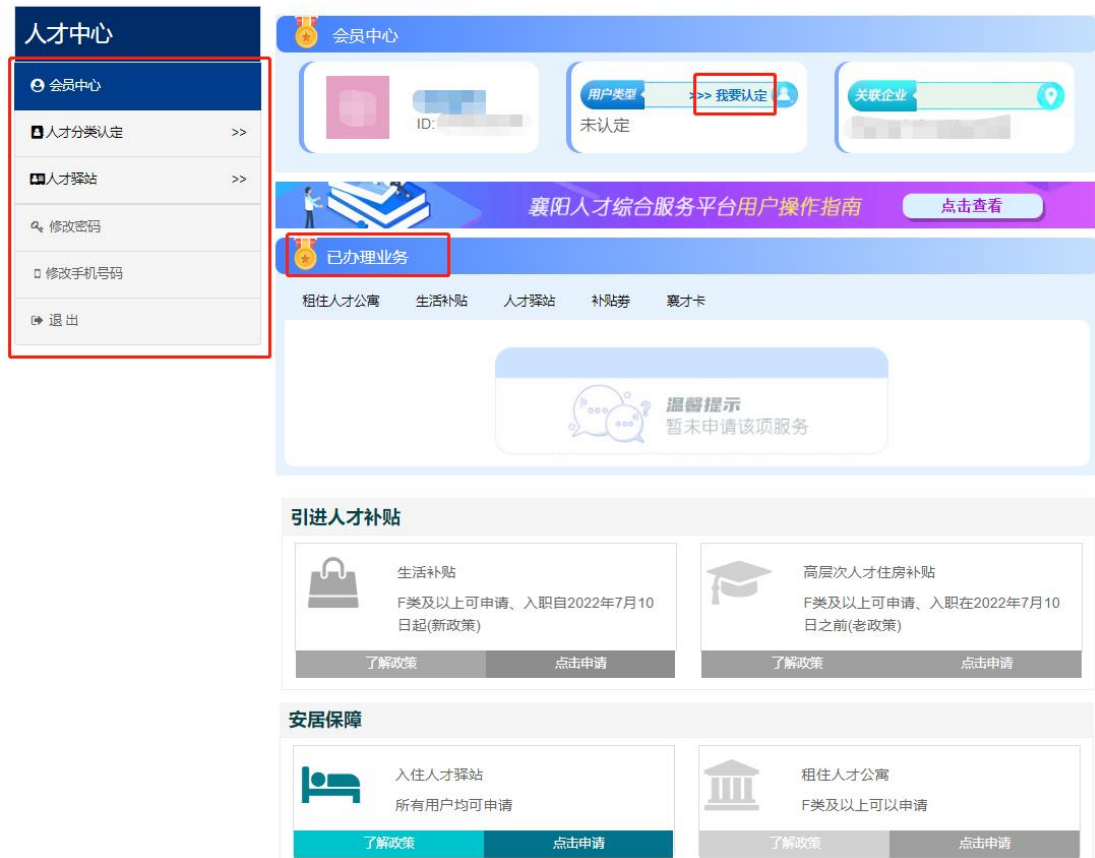 人才中心
会员中心
人才分类认定 >>
人才驿站 >>
修改密码
修改手机号码
退出
会员中心
ID:
用户类型 >>> 我要认定
未认定
关联企业
襄阳人才综合服务平台用户操作指南 点击查看
已办理业务
租住人才公寓 生活补贴 人才驿站 补贴券 襄才卡
温馨提示
暂未申请该项服务
引进人才补贴
生活补贴
F类及以上可申请、入职自2022年7月10
日起(新政策)
了解政策 点击申请
高层次人才住房补贴
F类及以上可申请、入职在2022年7月10
日之前(老政策)
了解政策 点击申请
安居保障
入住人才驿站
所有用户均可申请
了解政策 点击申请
租住人才公寓
F类及以上可以申请
了解政策 点击申请